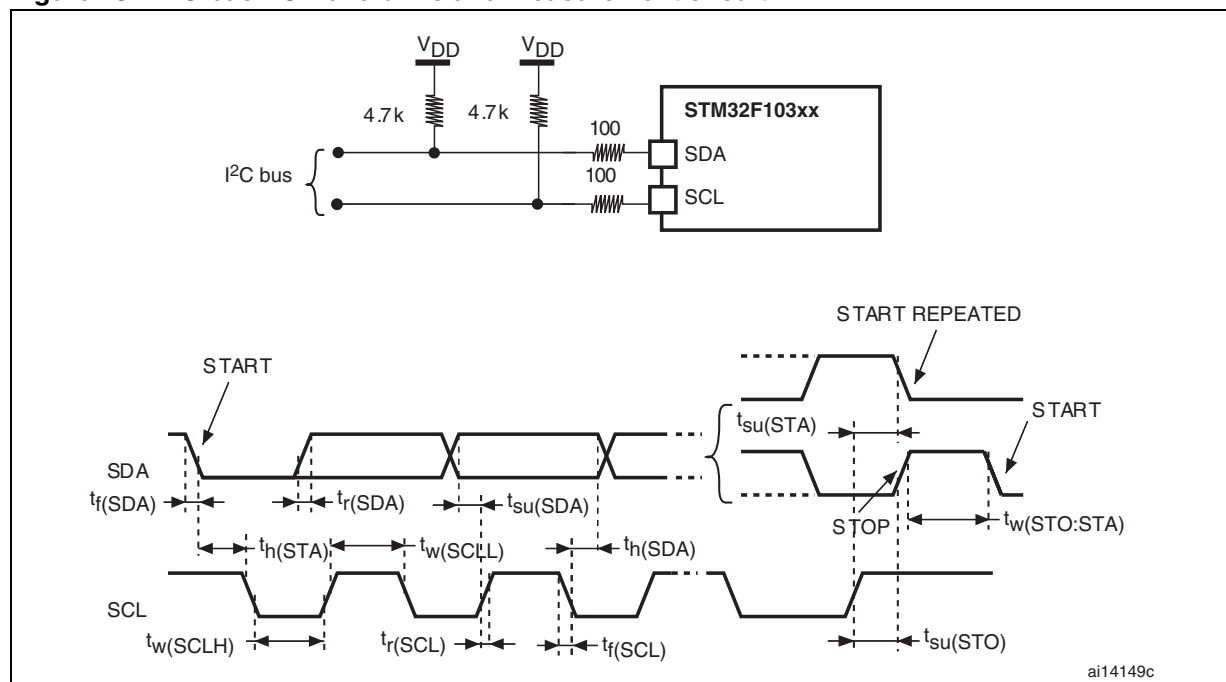 VDD VDD
4.7k 4.7k
STM32F103xx
100
SDA
I²C bus
100
SCL
START REPEATED
START
tsu(STA)
START
SDA
tf(SDA)
tr(SDA)
tsu(SDA)
STOP
tw(STO:STA)
th(STA)
tw(SCLL)
th(SDA)
SCL
tw(SCLH)
tr(SCL)
tf(SCL)
tsu(STO)
ai14149c